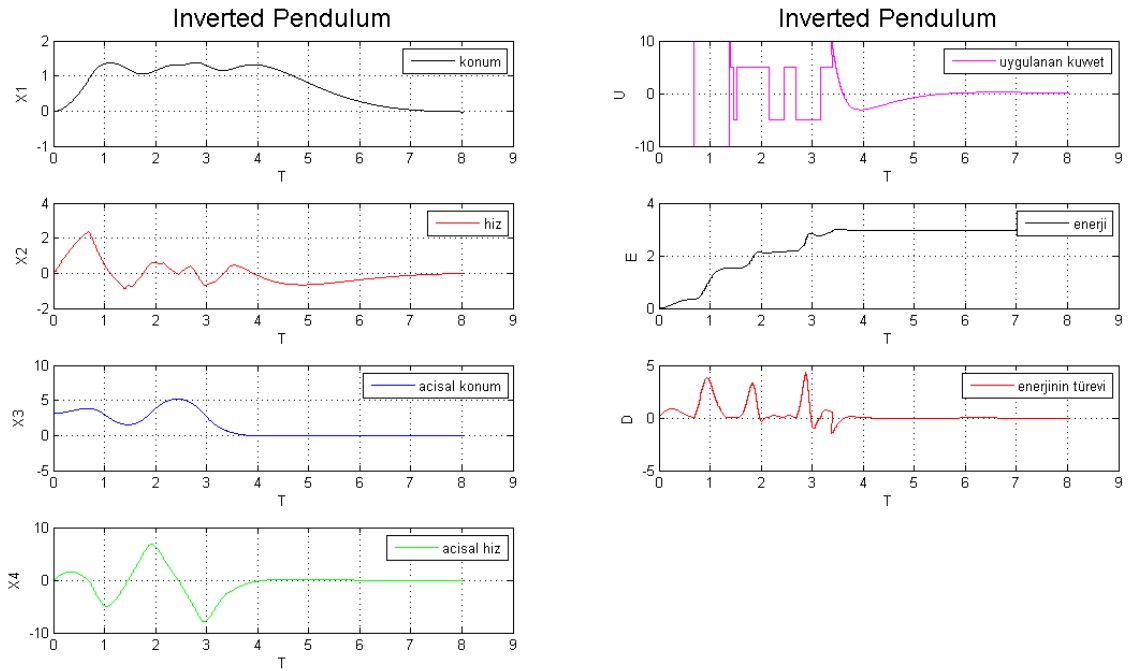 Inverted Pendulum
2
1
0
-1
X1
konum
0 1 2 3 4 5 6 7 8 9
T
4
2
0
-2
X2
hiz
0 1 2 3 4 5 6 7 8 9
T
10
5
0
-5
X3
acisal konum
0 1 2 3 4 5 6 7 8 9
T
10
0
-10
X4
acisal hiz
0 1 2 3 4 5 6 7 8 9
T
Inverted Pendulum
10
0
-10
U
uygulanan kuvvet
0 1 2 3 4 5 6 7 8 9
T
4
2
0
E
enerji
0 1 2 3 4 5 6 7 8 9
T
5
0
-5
D
enerjinin türevi
0 1 2 3 4 5 6 7 8 9
T